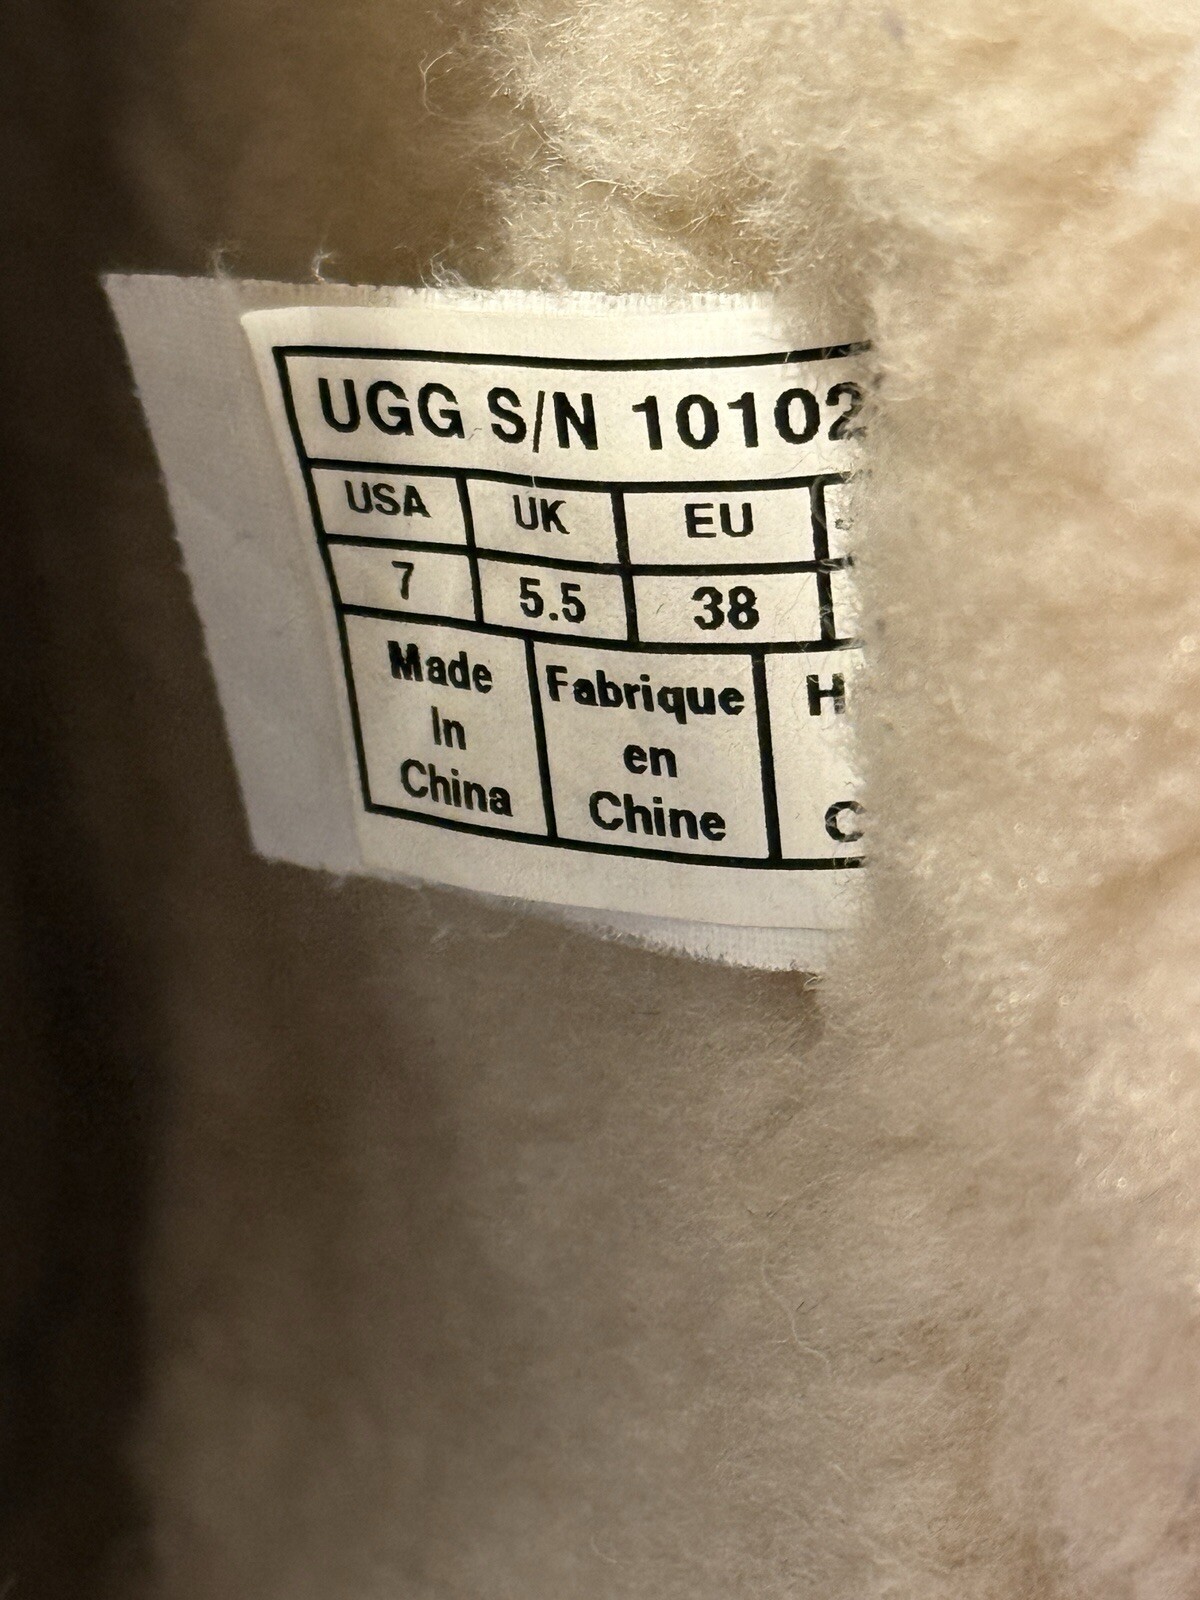 UGG S/N 10102
USA UK EU
7 5.5 38
Made
In
China
Fabrique
en
Chine
H
C